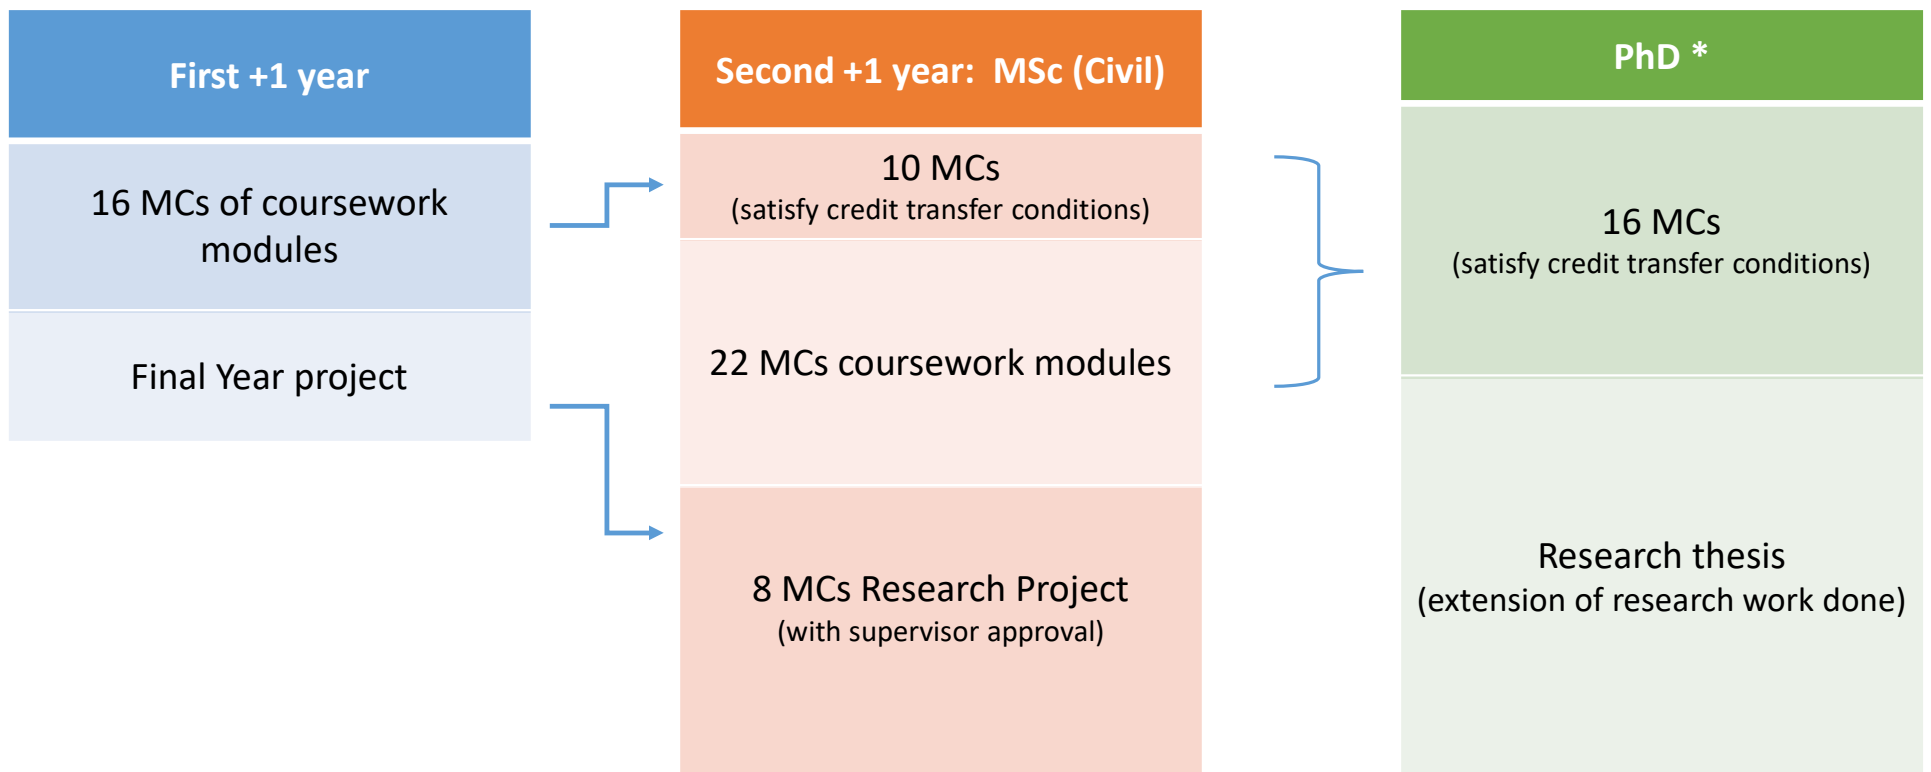 First +1 year
16 MCs of coursework
modules
Final Year project
Second +1 year: MSc (Civil)
10 MCs
(satisfy credit transfer conditions)
22 MCs coursework modules
8 MCs Research Project
(with supervisor approval)
PhD *
16 MCs
(satisfy credit transfer conditions)
Research thesis
(extension of research work done)